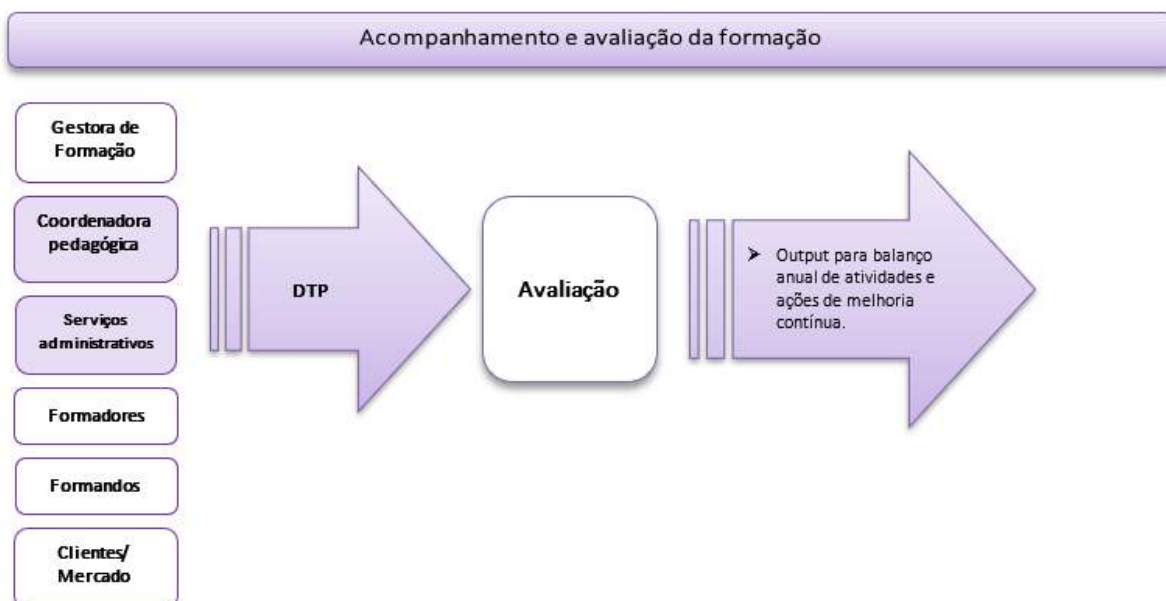 Acompanhamento e avaliação da formação
Gestora de
Formação
Coordenadora
pedagógica
Serviços
administrativos
Formadores
Formandos
Clientes/
Mercado
DTP
Avaliação
➢ Output para balanço
anual de atividades e
ações de melhoria
contínua.